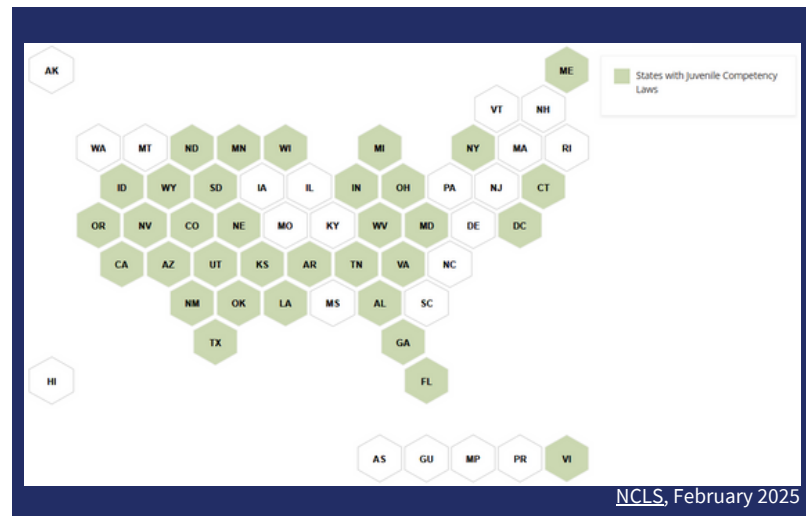 AK
ME
States with Juvenile Competency
Laws
VT NH
WA MT ND MN WI MI NY MA RI
ID WY SD IA IL IN OH PA NJ CT
OR NV CO NE MO KY WV MD DE DC
CA AZ UT KS AR TN VA NC
NM OK LA MS AL SC
TX GA
HI FL
AS GU MP PR VI
NCLS, February 2025